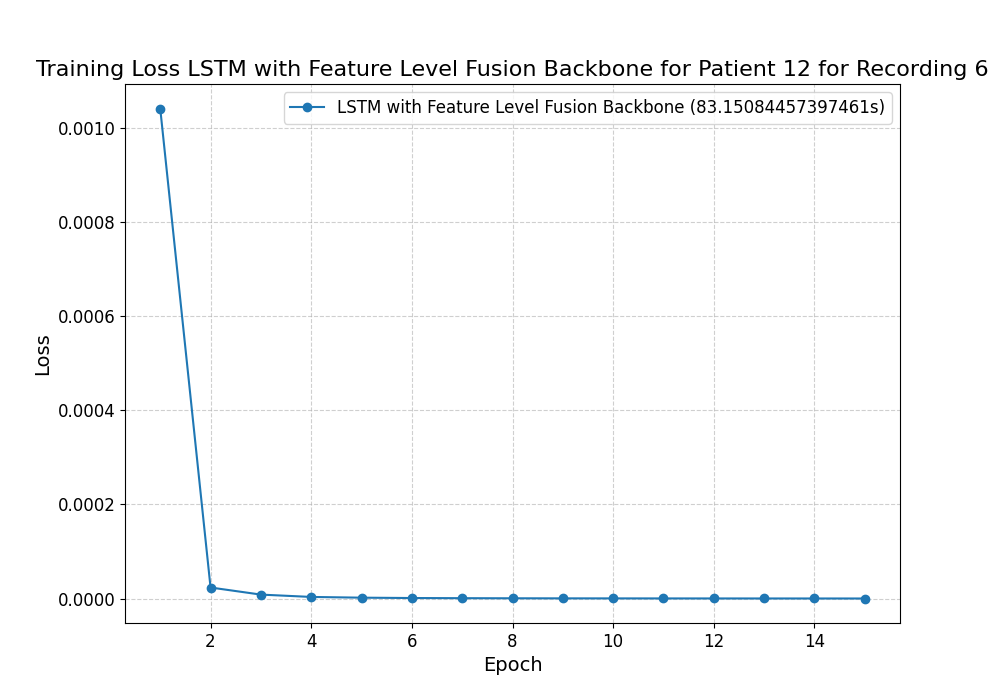 Training Loss LSTM with Feature Level Fusion Backbone for Patient 12 for Recording 6
LSTM with Feature Level Fusion Backbone (83.15084457397461s)
0.0010
0.0008
0.0006
0.0004
0.0002
0.0000
Loss
2 4 6 8 10 12 14
Epoch